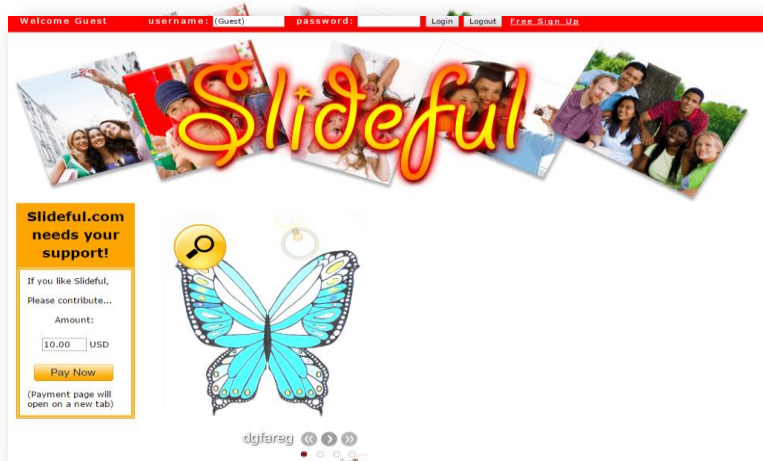 Welcome Guest username: (Guest) password: Login Logout Free Sign Up
Slideful
Slideful.com
needs your
support!
If you like Slideful,
Please contribute...
Amount:
10.00 USD
Pay Now
(Payment page will
open on a new tab)
dgfareg